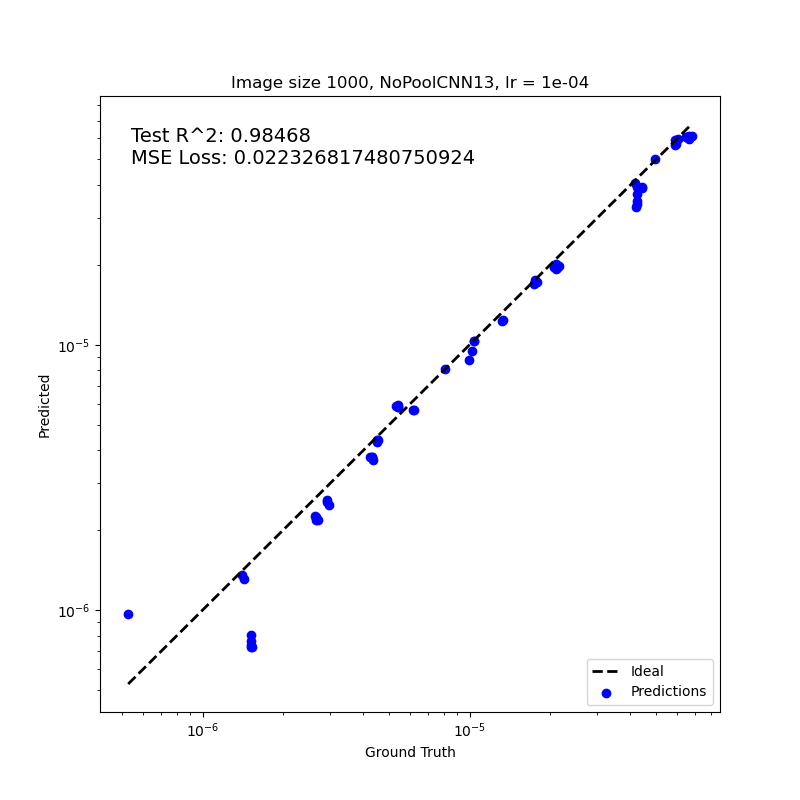 Image size 1000, NoPoolCNN13, lr = 1e-04
Test R^2: 0.98468
MSE Loss: 0.022326817480750924
Predicted
10⁻⁵
10⁻⁶
Ideal
Predictions
10⁻⁶
10⁻⁵
Ground Truth